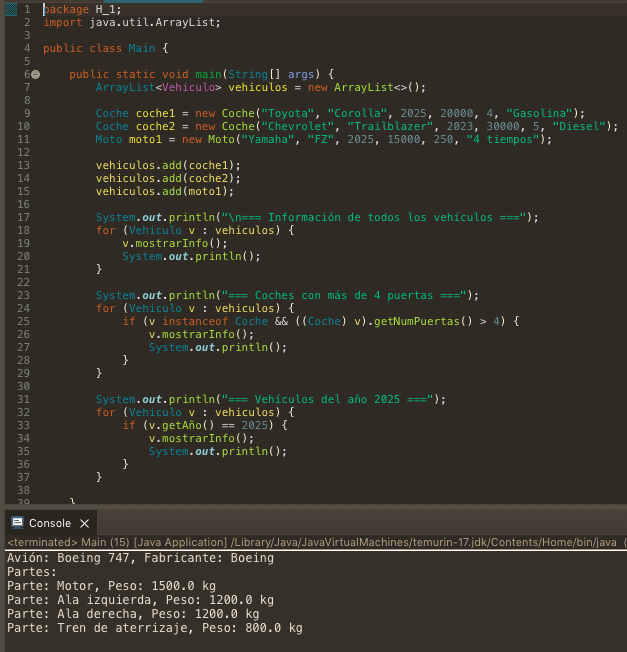 1 package H_1;
2 import java.util.ArrayList;
3
4 public class Main {
5
6 public static void main(String[] args) {
7 ArrayList<Vehiculo> vehiculos = new ArrayList<>();
8
9 Coche coche1 = new Coche("Toyota", "Corolla", 2025, 20000, 4, "Gasolina");
10 Coche coche2 = new Coche("Chevrolet", "Trailblazer", 2023, 30000, 5, "Diesel");
11 Moto moto1 = new Moto("Yamaha", "FZ", 2025, 15000, 250, "4 tiempos");
12
13 vehiculos.add(coche1);
14 vehiculos.add(coche2);
15 vehiculos.add(moto1);
16
17 System.out.println("\n=== Información de todos los vehículos ===");
18 for (Vehiculo v : vehiculos) {
19 v.mostrarInfo();
20 System.out.println();
21 }
22
23 System.out.println("=== Coches con más de 4 puertas ===");
24 for (Vehiculo v : vehiculos) {
25 if (v instanceof Coche && ((Coche) v).getNumPuertas() > 4) {
26 v.mostrarInfo();
27 System.out.println();
28 }
29 }
30
31 System.out.println("=== Vehículos del año 2025 ===");
32 for (Vehiculo v : vehiculos) {
33 if (v.getAño() == 2025) {
34 v.mostrarInfo();
35 System.out.println();
36 }
37 }
38
39 }
Console
<terminated> Main (15) [Java Application] /Library/Java/JavaVirtualMachines/temurin-17.jdk/Contents/Home/bin/java (
Avión: Boeing 747, Fabricante: Boeing
Partes:
Parte: Motor, Peso: 1500.0 kg
Parte: Ala izquierda, Peso: 1200.0 kg
Parte: Ala derecha, Peso: 1200.0 kg
Parte: Tren de aterrizaje, Peso: 800.0 kg